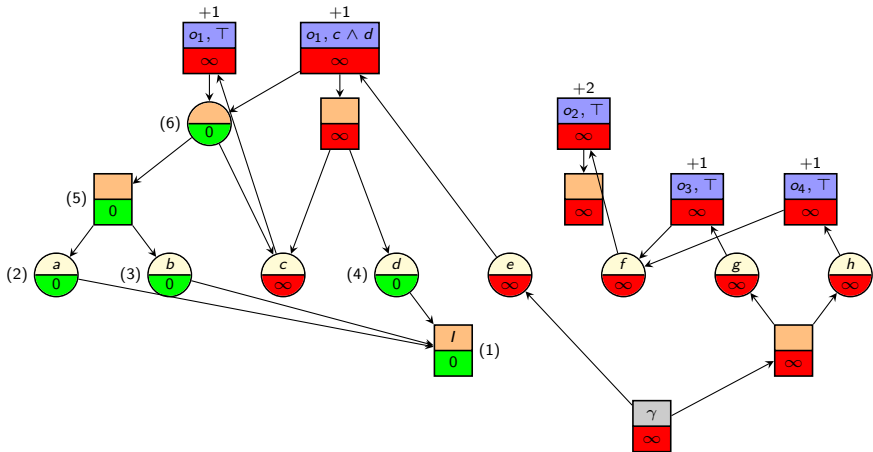 +1 +1
o₁, ⊤ o₁, c ∧ d
∞ ∞
+2
o₂, ⊤
(6) 0 ∞ ∞
+1 +1
(5) o₃, ⊤ o₄, ⊤
0 ∞ ∞ ∞
(2) a (3) b c (4) d e f g h
0 0 ∞ 0 ∞ ∞ ∞ ∞
I (1)
0 ∞
γ
∞